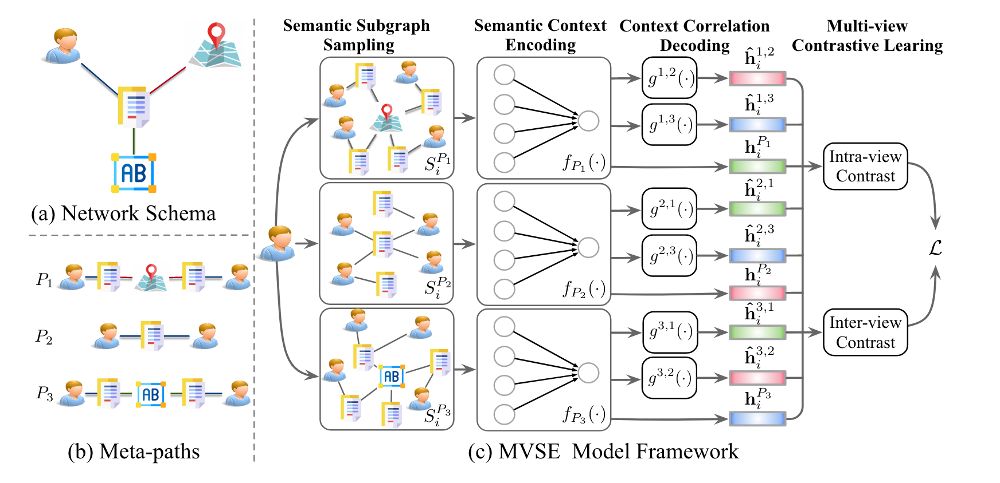 Semantic Subgraph
Sampling
Semantic Context
Encoding
Context Correlation
Decoding
Multi-view
Contrastive Learing
AB
(a) Network Schema
P_1
P_2
P_3
AB
(b) Meta-paths
S_i^{P_1}
S_i^{P_2}
AB
S_i^{P_3}
f_{P_1}(·)
f_{P_2}(·)
f_{P_3}(·)
g^{1,2}(·)
g^{1,3}(·)
g^{2,1}(·)
g^{2,3}(·)
g^{3,1}(·)
g^{3,2}(·)
ĥ_i^{1,2}
ĥ_i^{1,3}
h_i^{P_1}
ĥ_i^{2,1}
ĥ_i^{2,3}
h_i^{P_2}
ĥ_i^{3,1}
ĥ_i^{3,2}
h_i^{P_3}
Intra-view
Contrast
ℒ
Inter-view
Contrast
(c) MVSE Model Framework